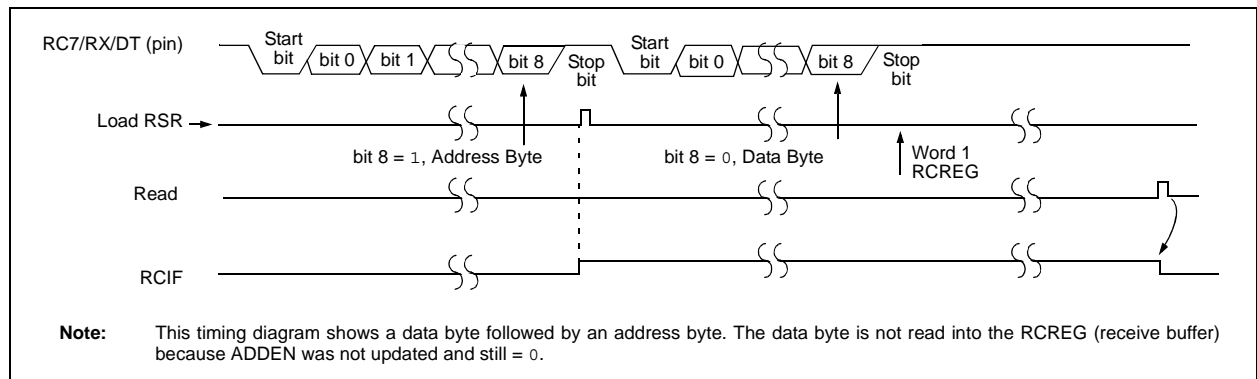 RC7/RX/DT (pin)
Start bit
bit 0
bit 1
bit 8
Stop bit
Start bit
bit 0
bit 8
Stop bit
Load RSR
bit 8 = 1, Address Byte
bit 8 = 0, Data Byte
Word 1
RCREG
Read
RCIF
Note: This timing diagram shows a data byte followed by an address byte. The data byte is not read into the RCREG (receive buffer)
because ADDEN was not updated and still = 0.